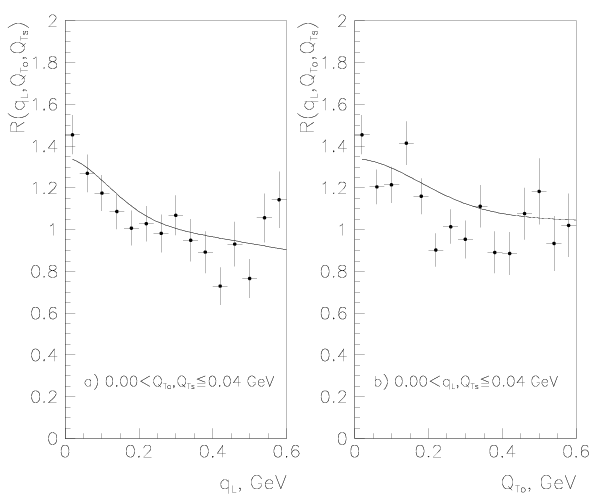 R(q_L,Q_To,Q_Ts)
2
1.8
1.6
1.4
1.2
1
0.8
0.6
0.4
0.2
0
a) 0.00<Q_To,Q_Ts≤0.04 GeV
0 0.2 0.4 0.6
q_L, GeV
R(q_L,Q_To,Q_Ts)
2
1.8
1.6
1.4
1.2
1
0.8
0.6
0.4
0.2
0
b) 0.00<q_L,Q_Ts≤0.04 GeV
0 0.2 0.4 0.6
Q_To, GeV